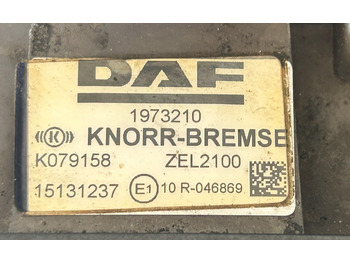 DAF
1973210
KNORR-BREMSE
K079158 ZEL2100
15131237 E1 10 R-046869